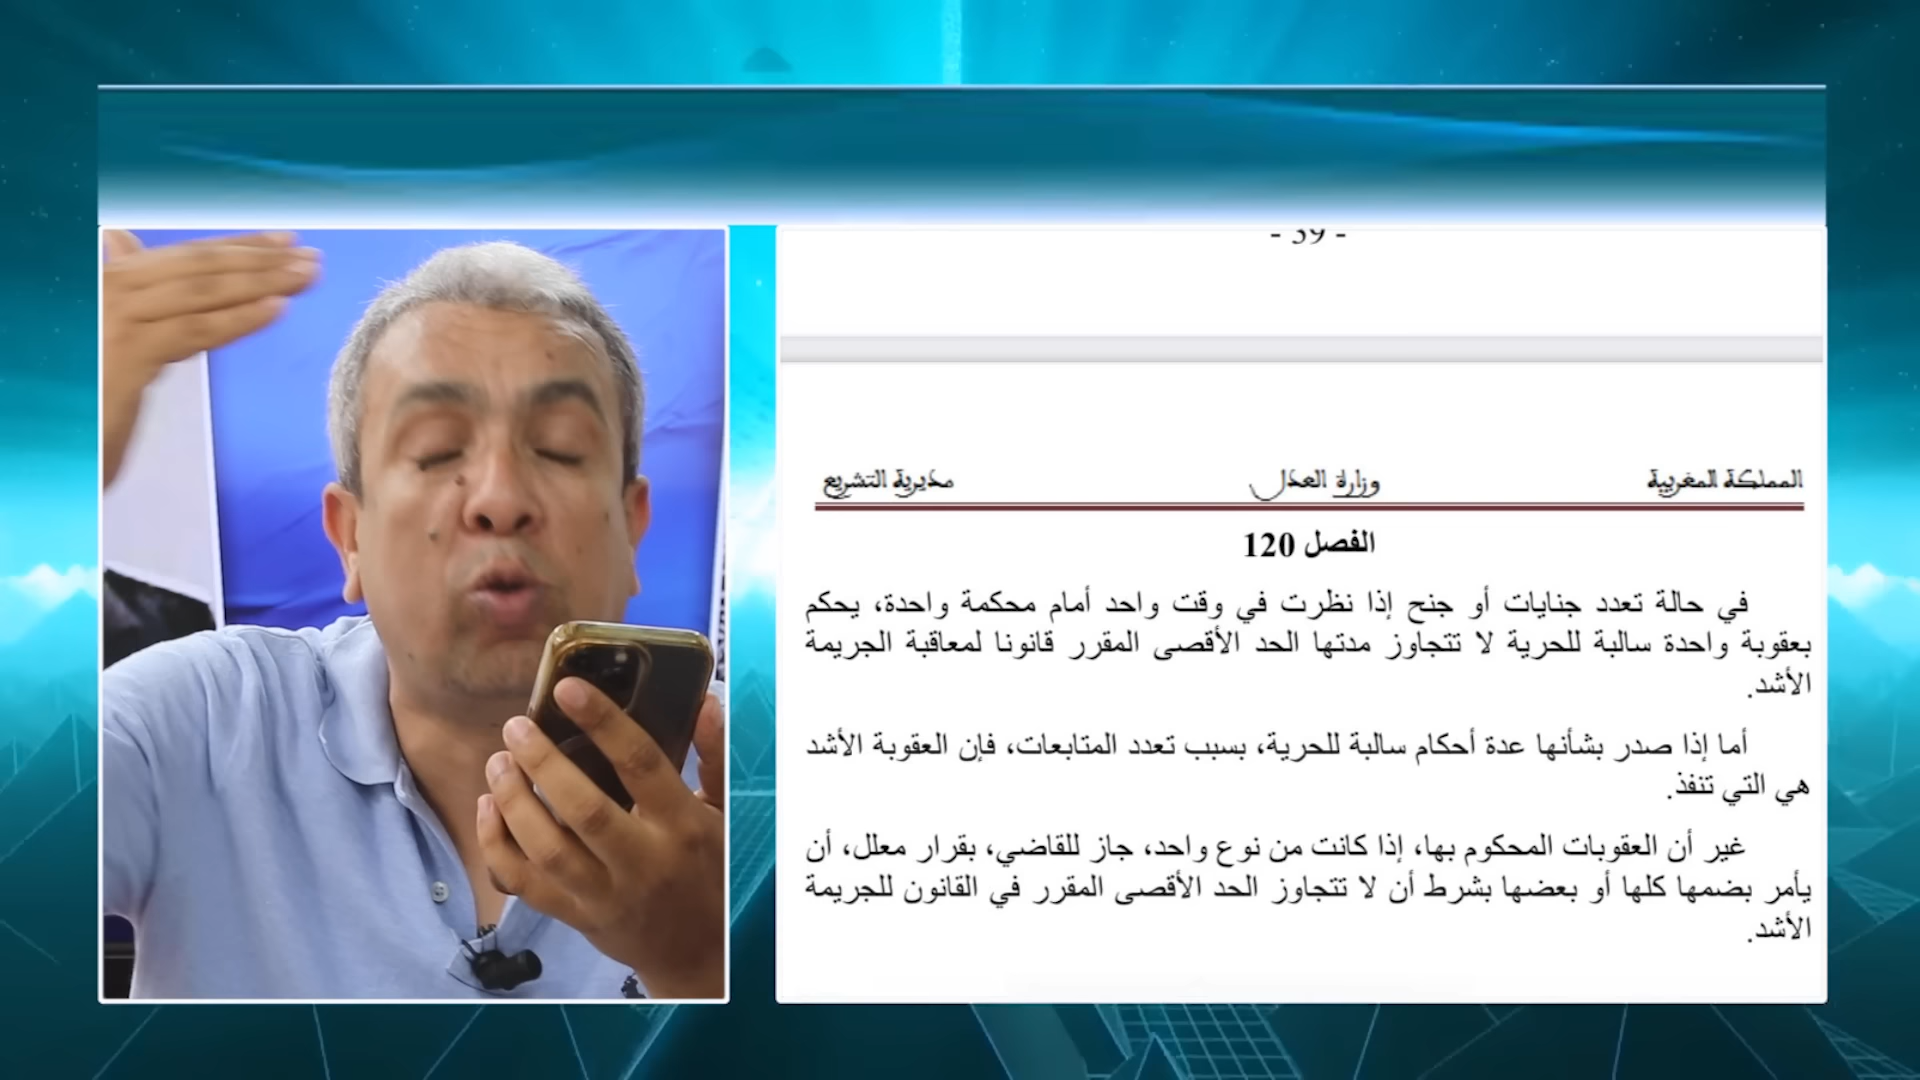 - 39 -
المملكة المغربية
وزارة العدل
مديرية التشريع
الفصل 120
في حالة تعدد جنايات أو جنح إذا نظرت في وقت واحد أمام محكمة واحدة، يحكم
بعقوبة واحدة سالبة للحرية لا تتجاوز مدتها الحد الأقصى المقرر قانونا لمعاقبة الجريمة
الأشد.
أما إذا صدر بشأنها عدة أحكام سالبة للحرية، بسبب تعدد المتابعات، فإن العقوبة الأشد
هي التي تنفذ.
غير أن العقوبات المحكوم بها، إذا كانت من نوع واحد، جاز للقاضي، بقرار معلل، أن
يأمر بضمها كلها أو بعضها بشرط أن لا تتجاوز الحد الأقصى المقرر في القانون للجريمة
الأشد.